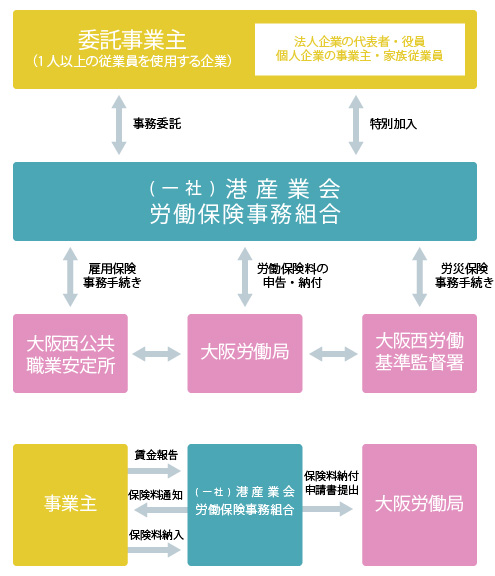 委託事業主
（1人以上の従業員を使用する企業）
法人企業の代表者・役員
個人企業の事業主・家族従業員
事務委託
特別加入
（一社）港産業会
労働保険事務組合
雇用保険
事務手続き
労働保険料の
申告・納付
労災保険
事務手続き
大阪西公共
職業安定所
大阪労働局
大阪西労働
基準監督署
事業主
賃金報告
保険料通知
保険料納入
（一社）港産業会
労働保険事務組合
保険料納付
申請書提出
大阪労働局